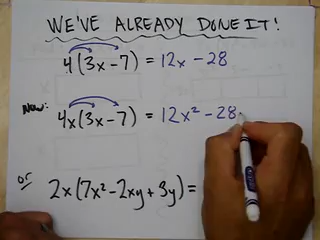 WE'VE ALREADY DONE IT!
4(3x-7) = 12x - 28
Now: 4x(3x-7) = 12x² - 28
or 2x(7x² - 2xy + 3y) =